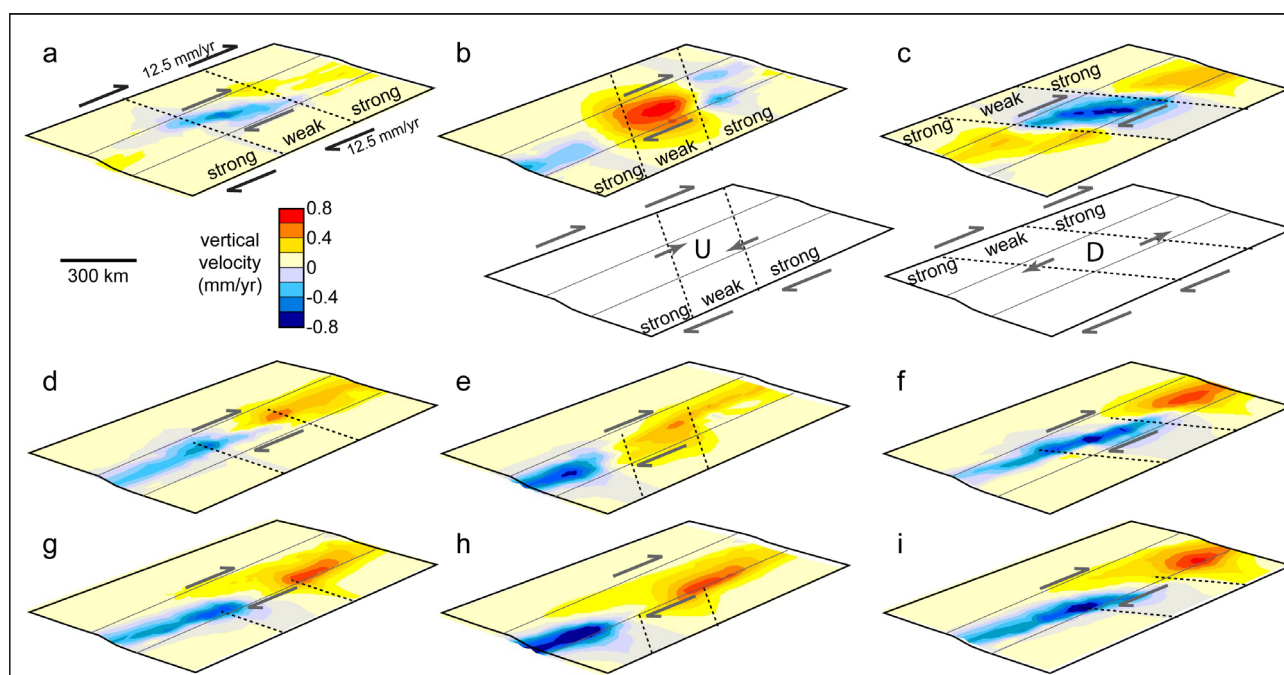 a
12.5 mm/yr
strong
weak
strong
12.5 mm/yr
b
strong
weak
strong
c
strong
weak
strong
300 km
vertical
velocity
(mm/yr)
0.8
0.4
0
-0.4
-0.8
U
strong
weak
strong
D
strong
weak
strong
d
e
f
g
h
i